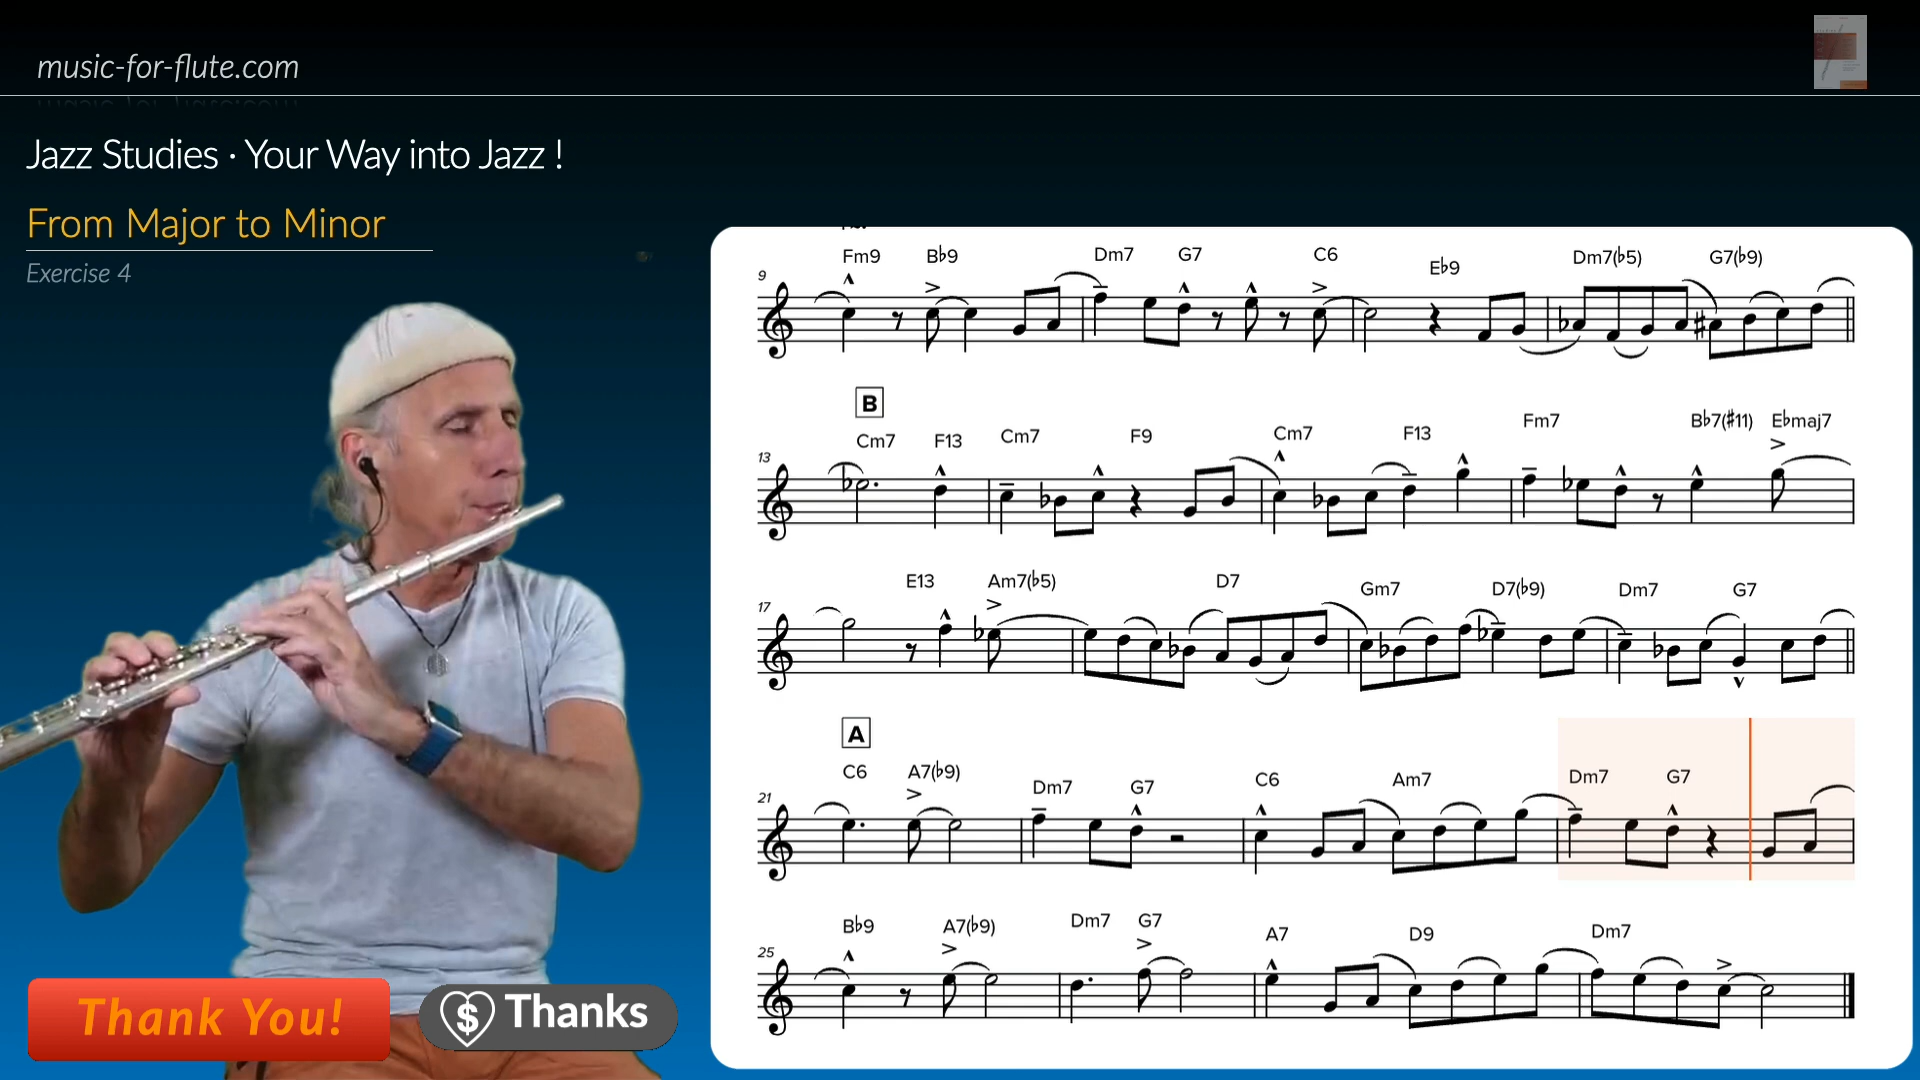 music-for-flute.com
Jazz Studies · Your Way into Jazz !
From Major to Minor
Exercise 4
Fm9 B♭9 Dm7 G7 C6 E♭9 Dm7(♭5) G7(♭9)
9
B
Cm7 F13 Cm7 F9 Cm7 F13 Fm7 B♭7(♯11) E♭maj7
13
E13 Am7(♭5) D7 Gm7 D7(♭9) Dm7 G7
17
A
C6 A7(♭9) Dm7 G7 C6 Am7 Dm7 G7
21
B♭9 A7(♭9) Dm7 G7 A7 D9 Dm7
25
Thank You!
$ Thanks